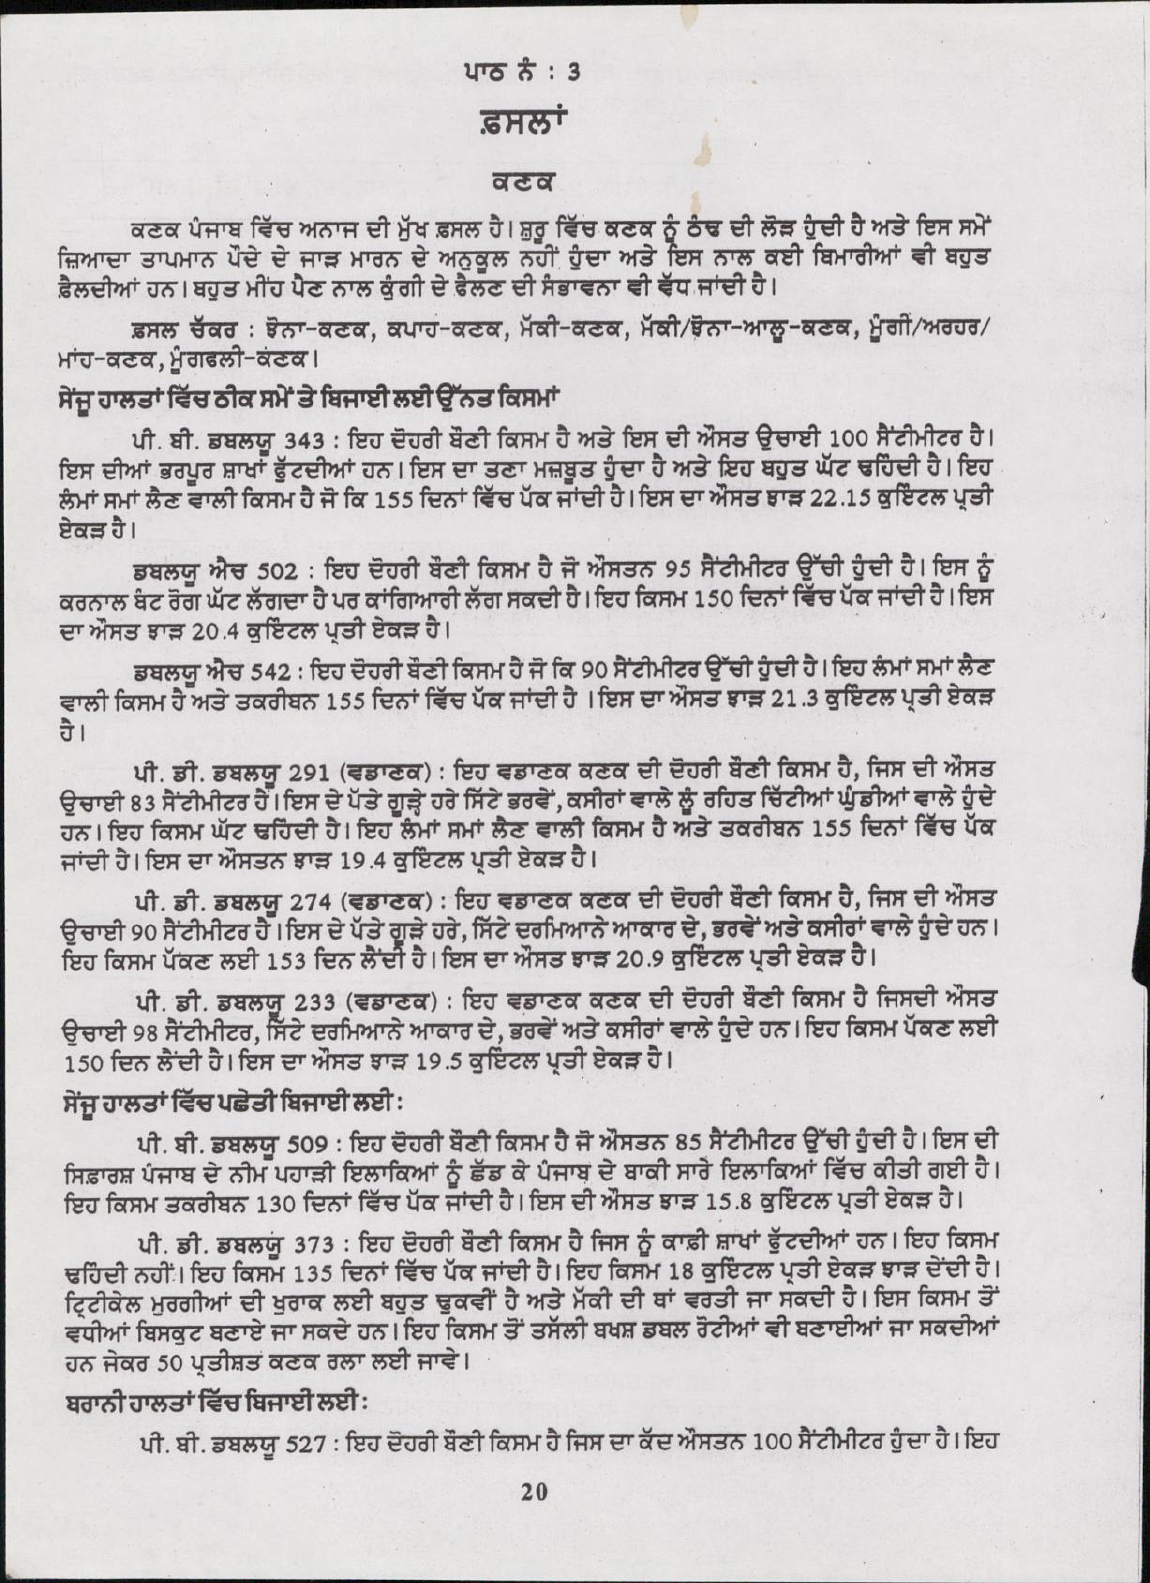 ਪਾਠ ਨੰ : 3
ਫ਼ਸਲਾਂ
ਕਣਕ
ਕਣਕ ਪੰਜਾਬ ਵਿੱਚ ਅਨਾਜ ਦੀ ਮੁੱਖ ਫ਼ਸਲ ਹੈ। ਸ਼ੁਰੂ ਵਿੱਚ ਕਣਕ ਨੂੰ ਠੰਢ ਦੀ ਲੋੜ ਹੁੰਦੀ ਹੈ ਅਤੇ ਇਸ ਸਮੇਂ
ਜ਼ਿਆਦਾ ਤਾਪਮਾਨ ਪੌਦੇ ਦੇ ਜਾੜ ਮਾਰਨ ਦੇ ਅਨੁਕੂਲ ਨਹੀਂ ਹੁੰਦਾ ਅਤੇ ਇਸ ਨਾਲ ਕਈ ਬਿਮਾਰੀਆਂ ਵੀ ਬਹੁਤ
ਫ਼ੈਲਦੀਆਂ ਹਨ। ਬਹੁਤ ਮੀਂਹ ਪੈਣ ਨਾਲ ਕੁੰਗੀ ਦੇ ਫੈਲਣ ਦੀ ਸੰਭਾਵਨਾ ਵੀ ਵੱਧ ਜਾਂਦੀ ਹੈ।
ਫ਼ਸਲ ਚੱਕਰ : ਝੋਨਾ-ਕਣਕ, ਕਪਾਹ-ਕਣਕ, ਮੱਕੀ-ਕਣਕ, ਮੱਕੀ/ਝੋਨਾ-ਆਲੂ-ਕਣਕ, ਮੂੰਗੀ/ਅਰਹਰ/
ਮਾਂਹ-ਕਣਕ, ਮੂੰਗਫਲੀ-ਕਣਕ।
ਸੇਂਜੂ ਹਾਲਤਾਂ ਵਿੱਚ ਠੀਕ ਸਮੇਂ ਤੇ ਬਿਜਾਈ ਲਈ ਉੱਨਤ ਕਿਸਮਾਂ
ਪੀ. ਬੀ. ਡਬਲਯੂ 343 : ਇਹ ਦੋਹਰੀ ਬੌਣੀ ਕਿਸਮ ਹੈ ਅਤੇ ਇਸ ਦੀ ਔਸਤ ਉਚਾਈ 100 ਸੈਂਟੀਮੀਟਰ ਹੈ।
ਇਸ ਦੀਆਂ ਭਰਪੂਰ ਸ਼ਾਖਾਂ ਫੁੱਟਦੀਆਂ ਹਨ। ਇਸ ਦਾ ਤਣਾ ਮਜ਼ਬੂਤ ਹੁੰਦਾ ਹੈ ਅਤੇ ਇਹ ਬਹੁਤ ਘੱਟ ਢਹਿੰਦੀ ਹੈ। ਇਹ
ਲੰਮਾਂ ਸਮਾਂ ਲੈਣ ਵਾਲੀ ਕਿਸਮ ਹੈ ਜੋ ਕਿ 155 ਦਿਨਾਂ ਵਿੱਚ ਪੱਕ ਜਾਂਦੀ ਹੈ। ਇਸ ਦਾ ਔਸਤ ਝਾੜ 22.15 ਕੁਇੰਟਲ ਪ੍ਰਤੀ
ਏਕੜ ਹੈ।
ਡਬਲਯੂ ਐਚ 502 : ਇਹ ਦੋਹਰੀ ਬੌਣੀ ਕਿਸਮ ਹੈ ਜੋ ਔਸਤਨ 95 ਸੈਂਟੀਮੀਟਰ ਉੱਚੀ ਹੁੰਦੀ ਹੈ। ਇਸ ਨੂੰ
ਕਰਨਾਲ ਬੰਟ ਰੋਗ ਘੱਟ ਲੱਗਦਾ ਹੈ ਪਰ ਕਾਂਗਿਆਰੀ ਲੱਗ ਸਕਦੀ ਹੈ। ਇਹ ਕਿਸਮ 150 ਦਿਨਾਂ ਵਿੱਚ ਪੱਕ ਜਾਂਦੀ ਹੈ। ਇਸ
ਦਾ ਔਸਤ ਝਾੜ 20.4 ਕੁਇੰਟਲ ਪ੍ਰਤੀ ਏਕੜ ਹੈ।
ਡਬਲਯੂ ਐਚ 542 : ਇਹ ਦੋਹਰੀ ਬੌਣੀ ਕਿਸਮ ਹੈ ਜੋ ਕਿ 90 ਸੈਂਟੀਮੀਟਰ ਉੱਚੀ ਹੁੰਦੀ ਹੈ। ਇਹ ਲੰਮਾਂ ਸਮਾਂ ਲੈਣ
ਵਾਲੀ ਕਿਸਮ ਹੈ ਅਤੇ ਤਕਰੀਬਨ 155 ਦਿਨਾਂ ਵਿੱਚ ਪੱਕ ਜਾਂਦੀ ਹੈ । ਇਸ ਦਾ ਔਸਤ ਝਾੜ 21.3 ਕੁਇੰਟਲ ਪ੍ਰਤੀ ਏਕੜ
ਹੈ।
ਪੀ. ਡੀ. ਡਬਲਯੂ 291 (ਵਡਾਣਕ) : ਇਹ ਵਡਾਣਕ ਕਣਕ ਦੀ ਦੋਹਰੀ ਬੌਣੀ ਕਿਸਮ ਹੈ, ਜਿਸ ਦੀ ਔਸਤ
ਉਚਾਈ 83 ਸੈਂਟੀਮੀਟਰ ਹੈ। ਇਸ ਦੇ ਪੱਤੇ ਗੂੜ੍ਹੇ ਹਰੇ ਸਿੱਟੇ ਭਰਵੇਂ, ਕਸੀਰਾਂ ਵਾਲੇ ਲੂੰ ਰਹਿਤ ਚਿੱਟੀਆਂ ਘੁੰਡੀਆਂ ਵਾਲੇ ਹੁੰਦੇ
ਹਨ। ਇਹ ਕਿਸਮ ਘੱਟ ਢਹਿੰਦੀ ਹੈ। ਇਹ ਲੰਮਾਂ ਸਮਾਂ ਲੈਣ ਵਾਲੀ ਕਿਸਮ ਹੈ ਅਤੇ ਤਕਰੀਬਨ 155 ਦਿਨਾਂ ਵਿੱਚ ਪੱਕ
ਜਾਂਦੀ ਹੈ। ਇਸ ਦਾ ਔਸਤਨ ਝਾੜ 19.4 ਕੁਇੰਟਲ ਪ੍ਰਤੀ ਏਕੜ ਹੈ।
ਪੀ. ਡੀ. ਡਬਲਯੂ 274 (ਵਡਾਣਕ) : ਇਹ ਵਡਾਣਕ ਕਣਕ ਦੀ ਦੋਹਰੀ ਬੌਣੀ ਕਿਸਮ ਹੈ, ਜਿਸ ਦੀ ਔਸਤ
ਉਚਾਈ 90 ਸੈਂਟੀਮੀਟਰ ਹੈ। ਇਸ ਦੇ ਪੱਤੇ ਗੂੜੇ ਹਰੇ, ਸਿੱਟੇ ਦਰਮਿਆਨੇ ਆਕਾਰ ਦੇ, ਭਰਵੇਂ ਅਤੇ ਕਸੀਰਾਂ ਵਾਲੇ ਹੁੰਦੇ ਹਨ।
ਇਹ ਕਿਸਮ ਪੱਕਣ ਲਈ 153 ਦਿਨ ਲੈਂਦੀ ਹੈ। ਇਸ ਦਾ ਔਸਤ ਝਾੜ 20.9 ਕੁਇੰਟਲ ਪ੍ਰਤੀ ਏਕੜ ਹੈ।
ਪੀ. ਡੀ. ਡਬਲਯੂ 233 (ਵਡਾਣਕ) : ਇਹ ਵਡਾਣਕ ਕਣਕ ਦੀ ਦੋਹਰੀ ਬੌਣੀ ਕਿਸਮ ਹੈ ਜਿਸਦੀ ਔਸਤ
ਉਚਾਈ 98 ਸੈਂਟੀਮੀਟਰ, ਸਿੱਟੇ ਦਰਮਿਆਨੇ ਆਕਾਰ ਦੇ, ਭਰਵੇਂ ਅਤੇ ਕਸੀਰਾਂ ਵਾਲੇ ਹੁੰਦੇ ਹਨ। ਇਹ ਕਿਸਮ ਪੱਕਣ ਲਈ
150 ਦਿਨ ਲੈਂਦੀ ਹੈ। ਇਸ ਦਾ ਔਸਤ ਝਾੜ 19.5 ਕੁਇੰਟਲ ਪ੍ਰਤੀ ਏਕੜ ਹੈ।
ਸੇਂਜੂ ਹਾਲਤਾਂ ਵਿੱਚ ਪਛੇਤੀ ਬਿਜਾਈ ਲਈ:
ਪੀ. ਬੀ. ਡਬਲਯੂ 509 : ਇਹ ਦੋਹਰੀ ਬੌਣੀ ਕਿਸਮ ਹੈ ਜੋ ਔਸਤਨ 85 ਸੈਂਟੀਮੀਟਰ ਉੱਚੀ ਹੁੰਦੀ ਹੈ। ਇਸ ਦੀ
ਸਿਫ਼ਾਰਸ਼ ਪੰਜਾਬ ਦੇ ਨੀਮ ਪਹਾੜੀ ਇਲਾਕਿਆਂ ਨੂੰ ਛੱਡ ਕੇ ਪੰਜਾਬ ਦੇ ਬਾਕੀ ਸਾਰੇ ਇਲਾਕਿਆਂ ਵਿੱਚ ਕੀਤੀ ਗਈ ਹੈ।
ਇਹ ਕਿਸਮ ਤਕਰੀਬਨ 130 ਦਿਨਾਂ ਵਿੱਚ ਪੱਕ ਜਾਂਦੀ ਹੈ। ਇਸ ਦੀ ਔਸਤ ਝਾੜ 15.8 ਕੁਇੰਟਲ ਪ੍ਰਤੀ ਏਕੜ ਹੈ।
ਪੀ. ਡੀ. ਡਬਲਯੂ 373 : ਇਹ ਦੋਹਰੀ ਬੌਣੀ ਕਿਸਮ ਹੈ ਜਿਸ ਨੂੰ ਕਾਫ਼ੀ ਸ਼ਾਖਾਂ ਫੁੱਟਦੀਆਂ ਹਨ। ਇਹ ਕਿਸਮ
ਢਹਿੰਦੀ ਨਹੀਂ। ਇਹ ਕਿਸਮ 135 ਦਿਨਾਂ ਵਿੱਚ ਪੱਕ ਜਾਂਦੀ ਹੈ। ਇਹ ਕਿਸਮ 18 ਕੁਇੰਟਲ ਪ੍ਰਤੀ ਏਕੜ ਝਾੜ ਦੇਂਦੀ ਹੈ।
ਟ੍ਰਿਟੀਕੇਲ ਮੁਰਗੀਆਂ ਦੀ ਖੁਰਾਕ ਲਈ ਬਹੁਤ ਢੁਕਵੀਂ ਹੈ ਅਤੇ ਮੱਕੀ ਦੀ ਥਾਂ ਵਰਤੀ ਜਾ ਸਕਦੀ ਹੈ। ਇਸ ਕਿਸਮ ਤੋਂ
ਵਧੀਆਂ ਬਿਸਕੁਟ ਬਣਾਏ ਜਾ ਸਕਦੇ ਹਨ। ਇਹ ਕਿਸਮ ਤੋਂ ਤਸੱਲੀ ਬਖਸ਼ ਡਬਲ ਰੋਟੀਆਂ ਵੀ ਬਣਾਈਆਂ ਜਾ ਸਕਦੀਆਂ
ਹਨ ਜੇਕਰ 50 ਪ੍ਰਤੀਸ਼ਤ ਕਣਕ ਰਲਾ ਲਈ ਜਾਵੇ।
ਬਰਾਨੀ ਹਾਲਤਾਂ ਵਿੱਚ ਬਿਜਾਈ ਲਈ:
ਪੀ. ਬੀ. ਡਬਲਯੂ 527 : ਇਹ ਦੋਹਰੀ ਬੌਣੀ ਕਿਸਮ ਹੈ ਜਿਸ ਦਾ ਕੱਦ ਔਸਤਨ 100 ਸੈਂਟੀਮੀਟਰ ਹੁੰਦਾ ਹੈ। ਇਹ
20